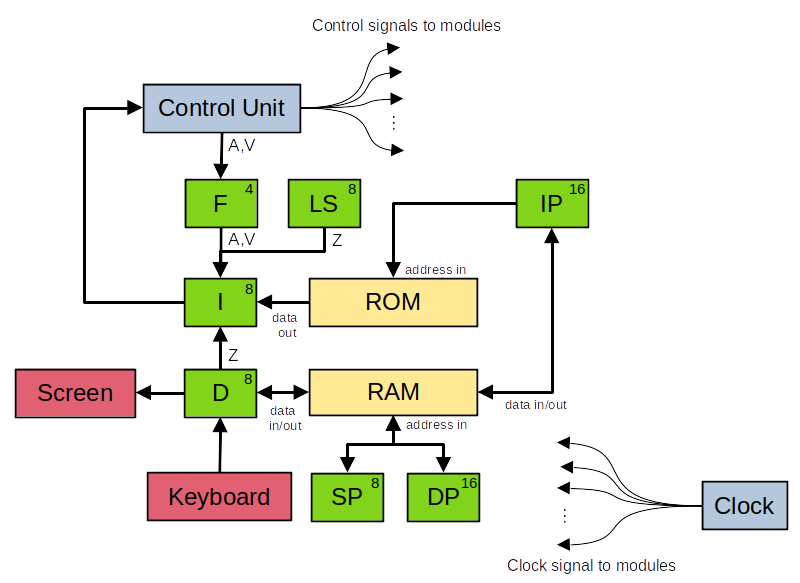 Control signals to modules
Control Unit
⋮
A,V
F 4
LS 8
IP 16
A,V
Z
address in
I 8
ROM
data
out
Z
Screen
D 8
RAM
data
in/out
data in/out
address in
Keyboard
SP 8
DP 16
Clock
⋮
Clock signal to modules